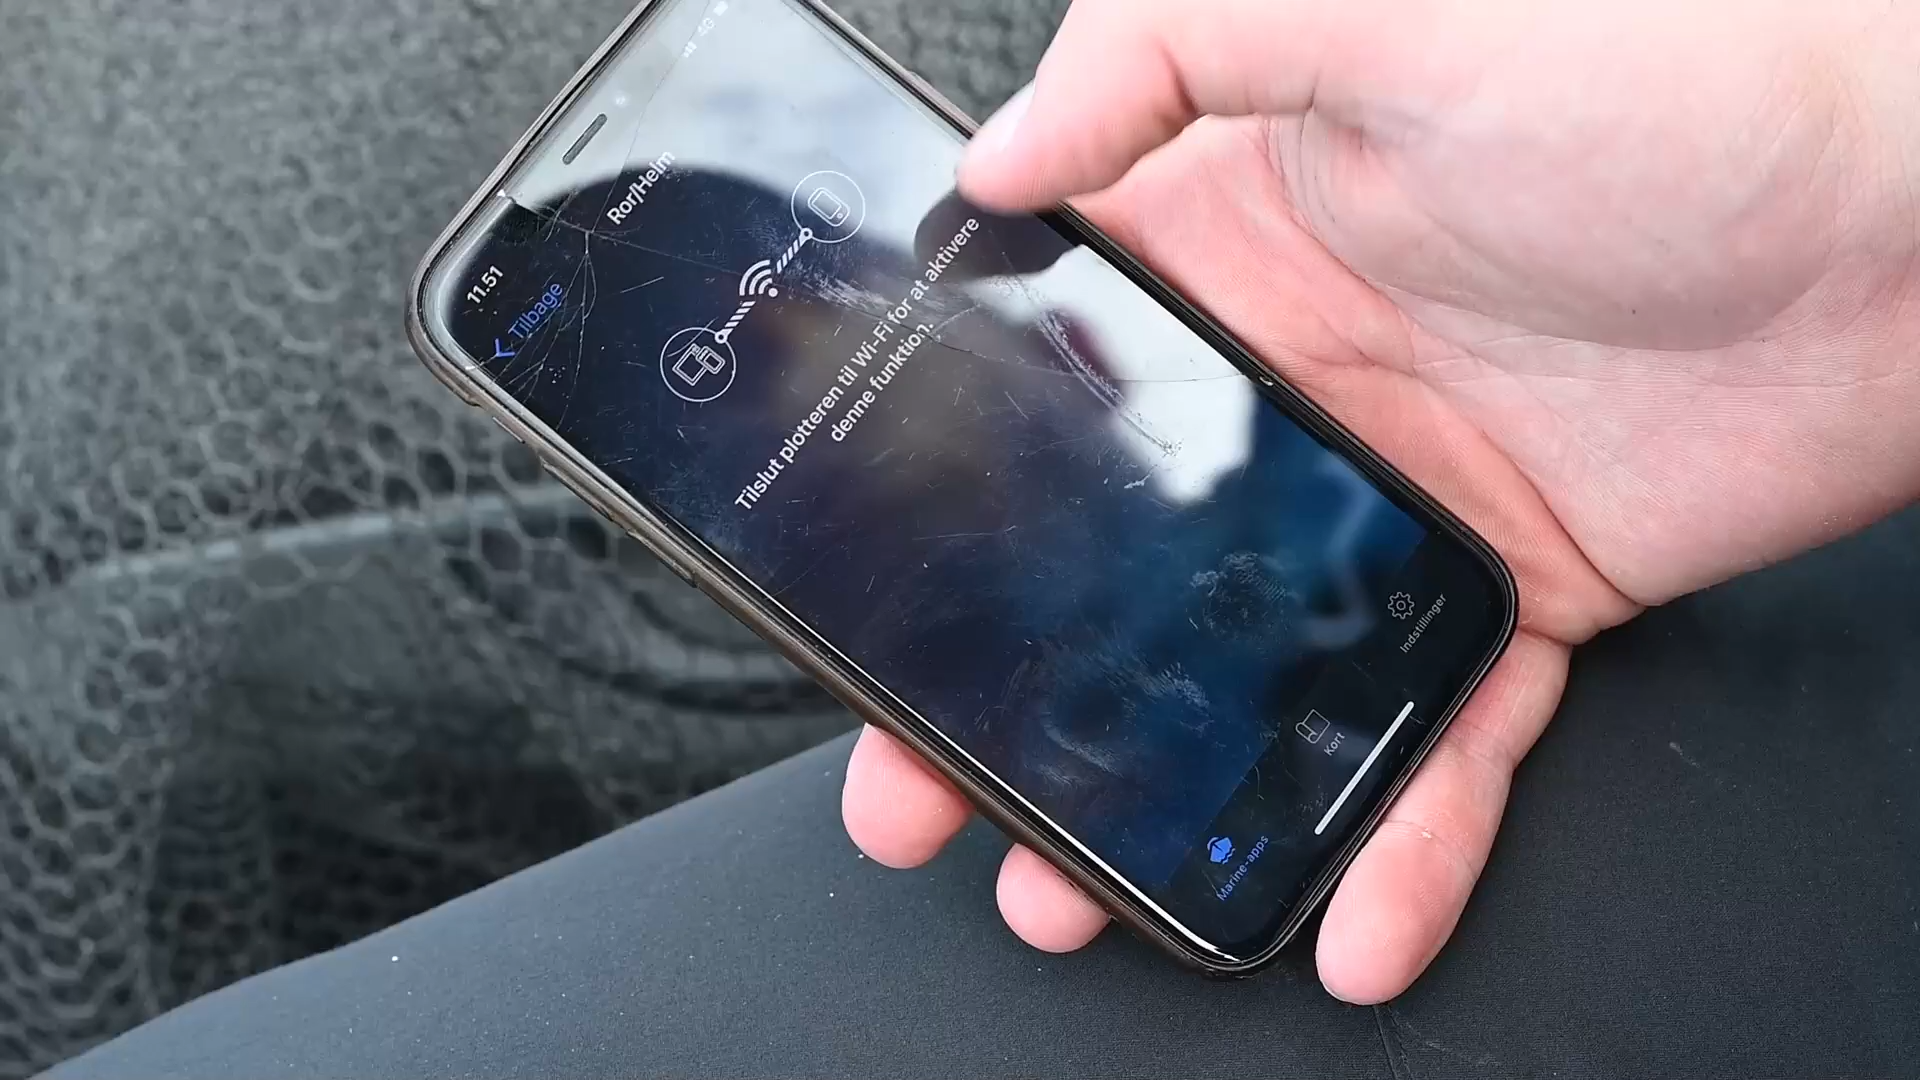 11.51
4G
Tilbage
Ror/Helm
Tilslut plotteren til Wi-Fi for at aktivere
denne funktion.
Marine-apps
Kort
Indstillinger